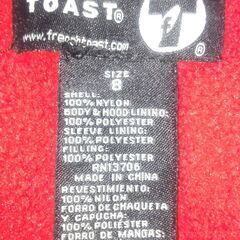 TOAST®
www.frenchtoast.com
SIZE
8
SHELL:
100% NYLON
BODY & HOOD LINING:
100% POLYESTER
SLEEVE LINING:
100% POLYESTER
FILLING:
100% POLYESTER
RN13706
MADE IN CHINA
REVESTIMIENTO:
100% NILON
FORRO DE CHAQUETA
Y CAPUCHA:
100% POLIÉSTER
FORRO DE MANGAS: